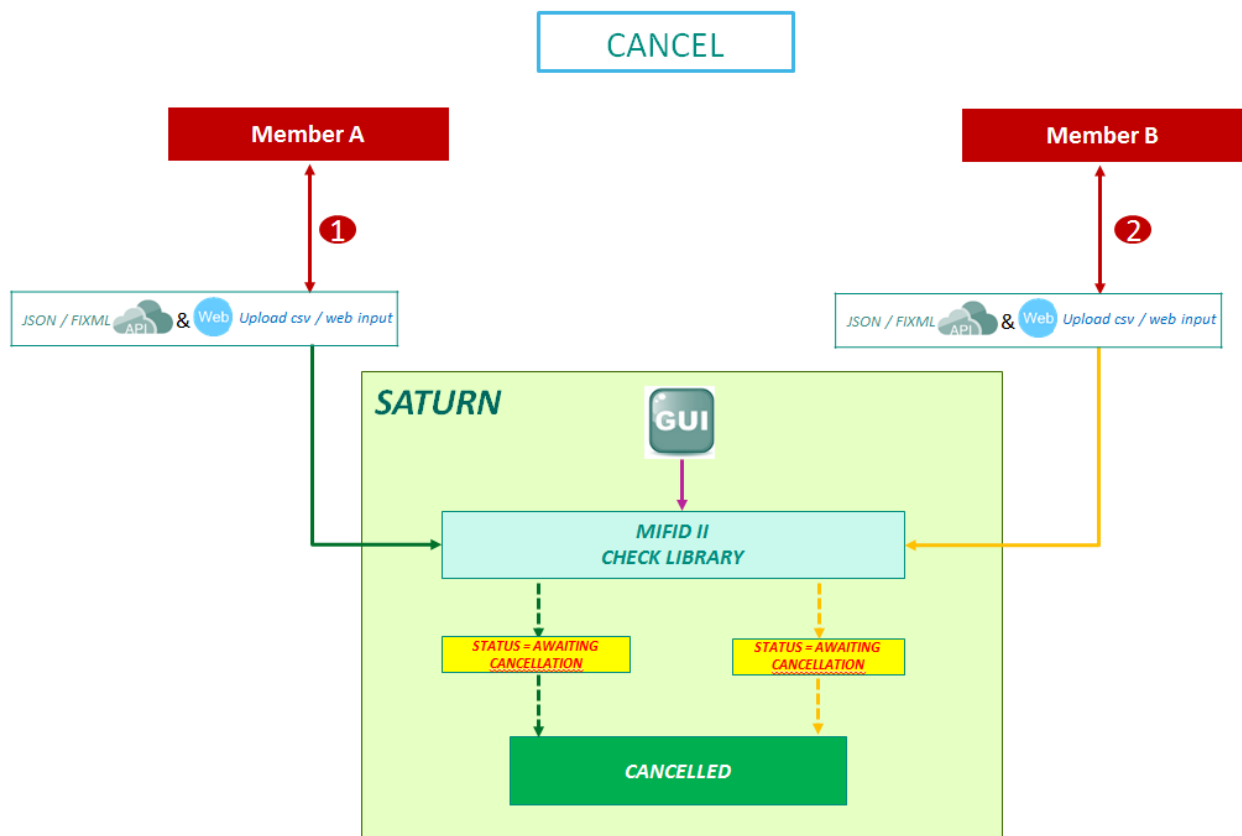 CANCEL
Member A
Member B
1
2
JSON / FIXML API & Web Upload csv / web input
JSON / FIXML API & Web Upload csv / web input
SATURN
GUI
MIFID II
CHECK LIBRARY
STATUS = AWAITING
CANCELLATION
STATUS = AWAITING
CANCELLATION
CANCELLED